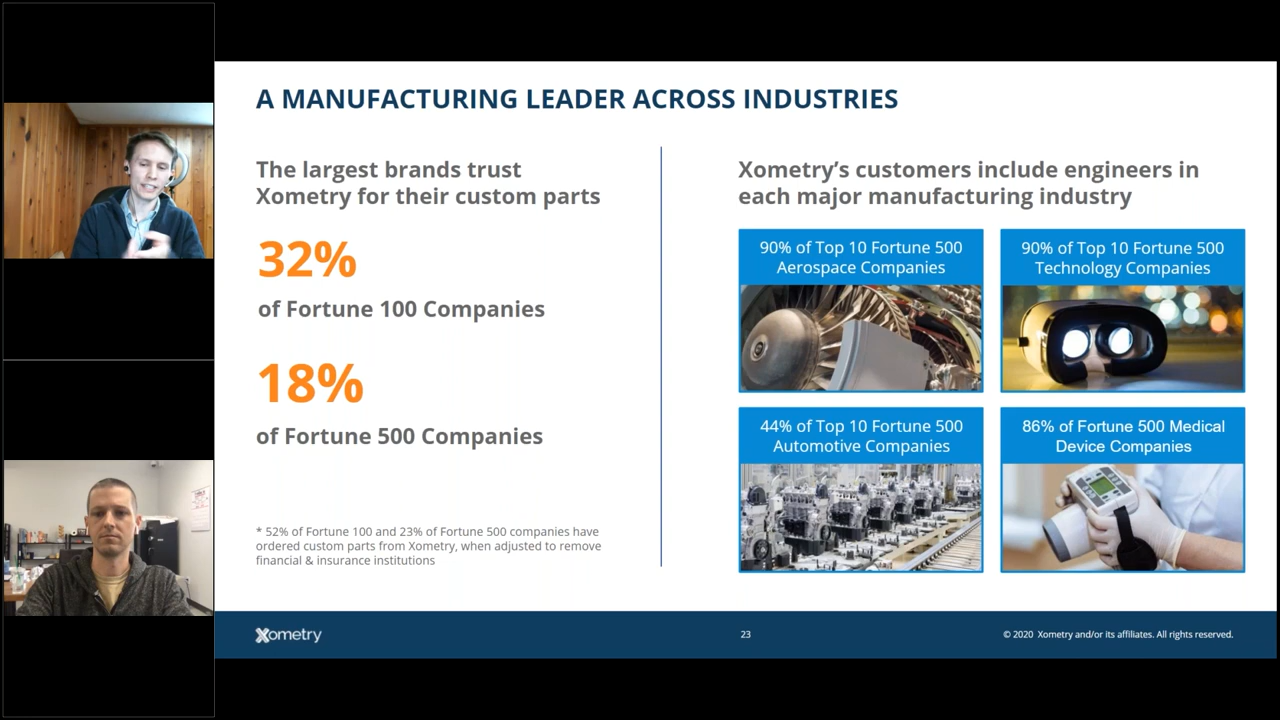 A MANUFACTURING LEADER ACROSS INDUSTRIES
The largest brands trust
Xometry for their custom parts
32%
of Fortune 100 Companies
18%
of Fortune 500 Companies
* 52% of Fortune 100 and 23% of Fortune 500 companies have
ordered custom parts from Xometry, when adjusted to remove
financial & insurance institutions
Xometry’s customers include engineers in
each major manufacturing industry
90% of Top 10 Fortune 500
Aerospace Companies
90% of Top 10 Fortune 500
Technology Companies
44% of Top 10 Fortune 500
Automotive Companies
86% of Fortune 500 Medical
Device Companies
Xometry
23
© 2020 Xometry and/or its affiliates. All rights reserved.